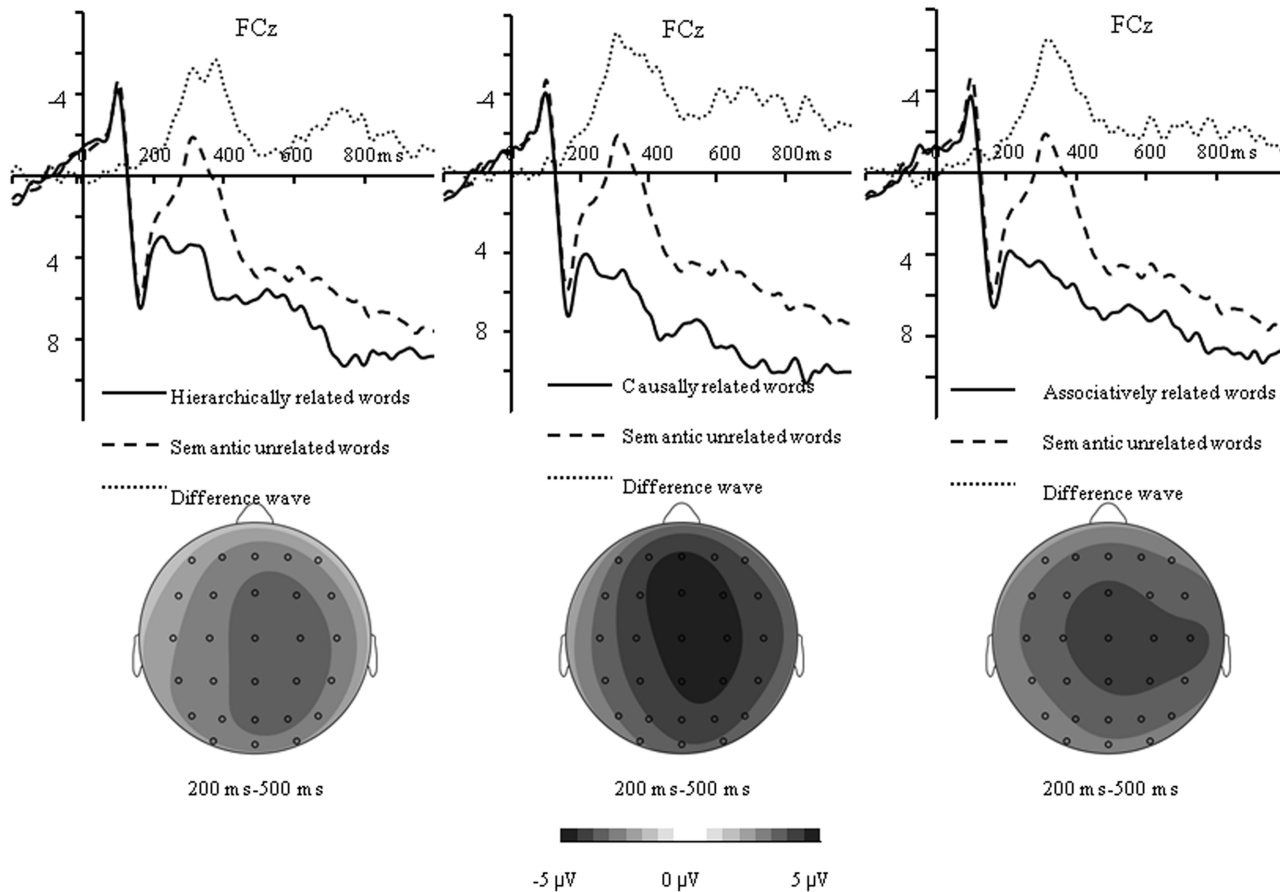 FCz
-4
0 200 400 600 800ms
4
8
Hierarchically related words
Semantic unrelated words
Difference wave
200 ms-500 ms
FCz
-4
0 200 400 600 800ms
4
8
Causally related words
Semantic unrelated words
Difference wave
200 ms-500 ms
FCz
-4
0 200 400 600 800ms
4
8
Associatively related words
Semantic unrelated words
Difference wave
200 ms-500 ms
-5 μV 0 μV 5 μV